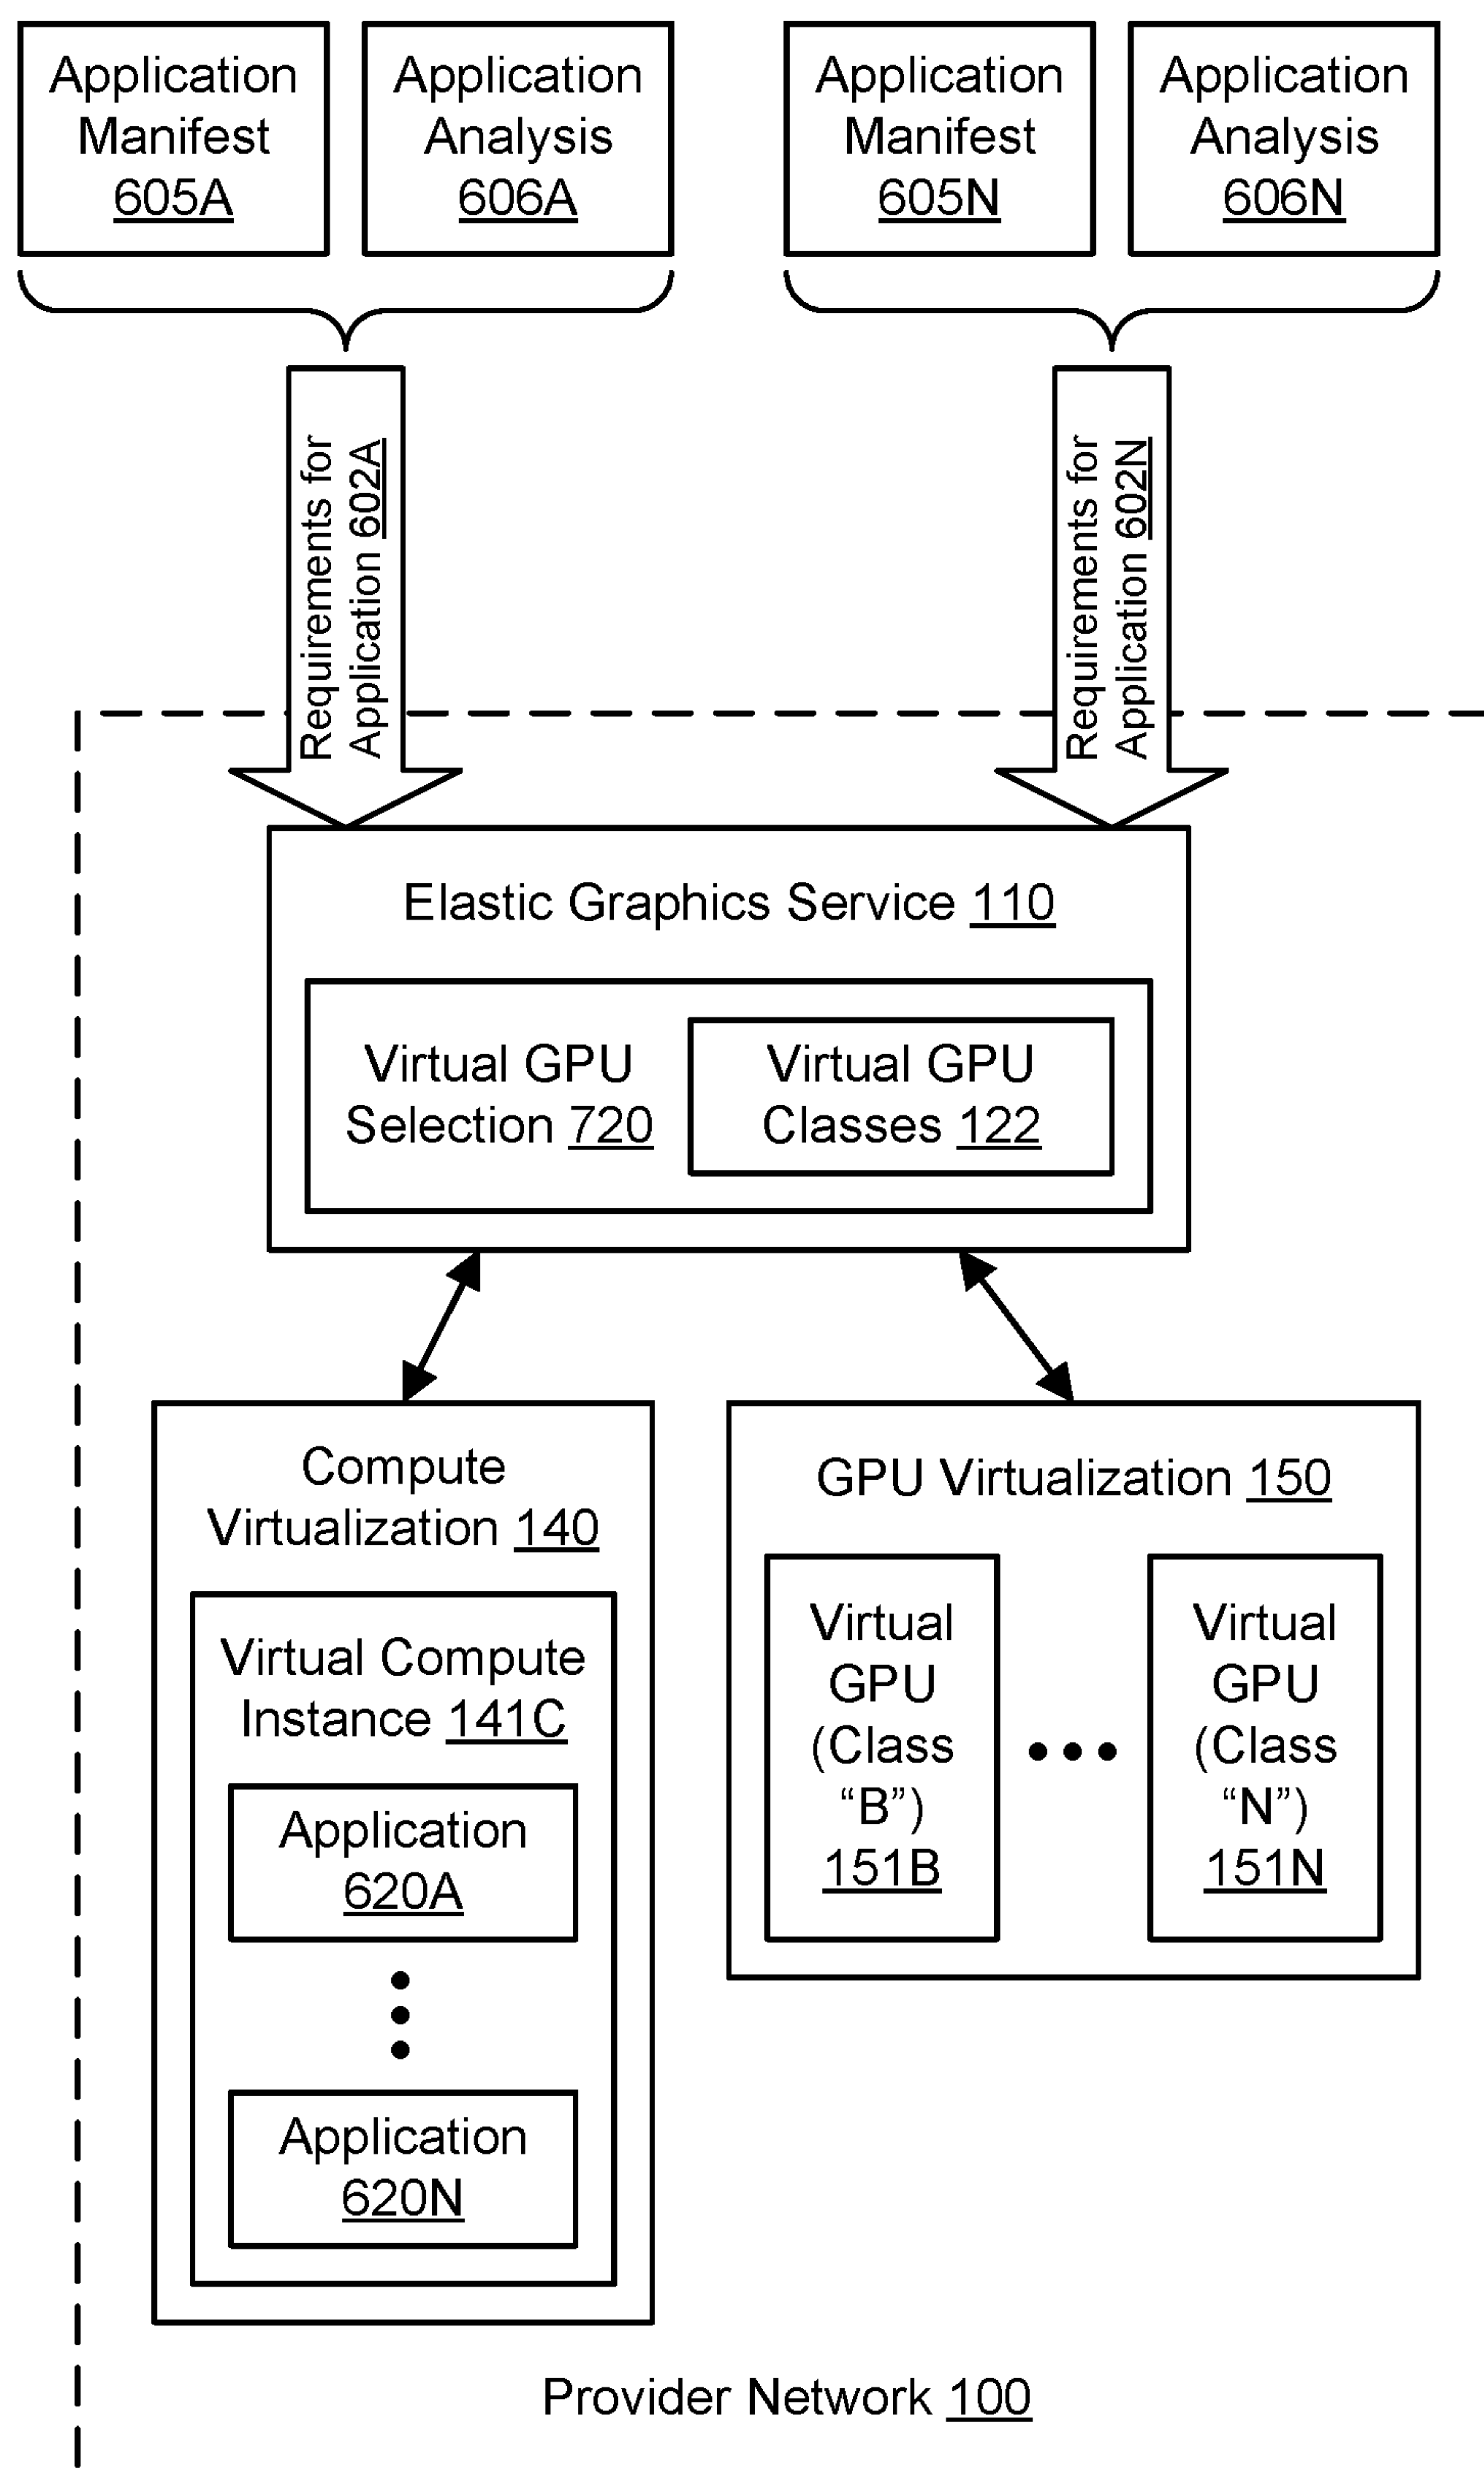 Application
Manifest
605A
Application
Analysis
606A
Application
Manifest
605N
Application
Analysis
606N
Requirements for
Application 602A
Requirements for
Application 602N
Elastic Graphics Service 110
Virtual GPU
Selection 720
Virtual GPU
Classes 122
Compute
Virtualization 140
Virtual Compute
Instance 141C
Application
620A
Application
620N
GPU Virtualization 150
Virtual
GPU
(Class
“B”)
151B
Virtual
GPU
(Class
“N”)
151N
Provider Network 100